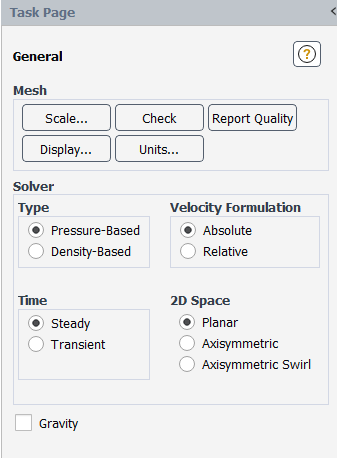 Task Page
General
?
Mesh
Scale... Check Report Quality
Display... Units...
Solver
Type Velocity Formulation
Pressure-Based Absolute
Density-Based Relative
Time 2D Space
Steady Planar
Transient Axisymmetric
Axisymmetric Swirl
Gravity